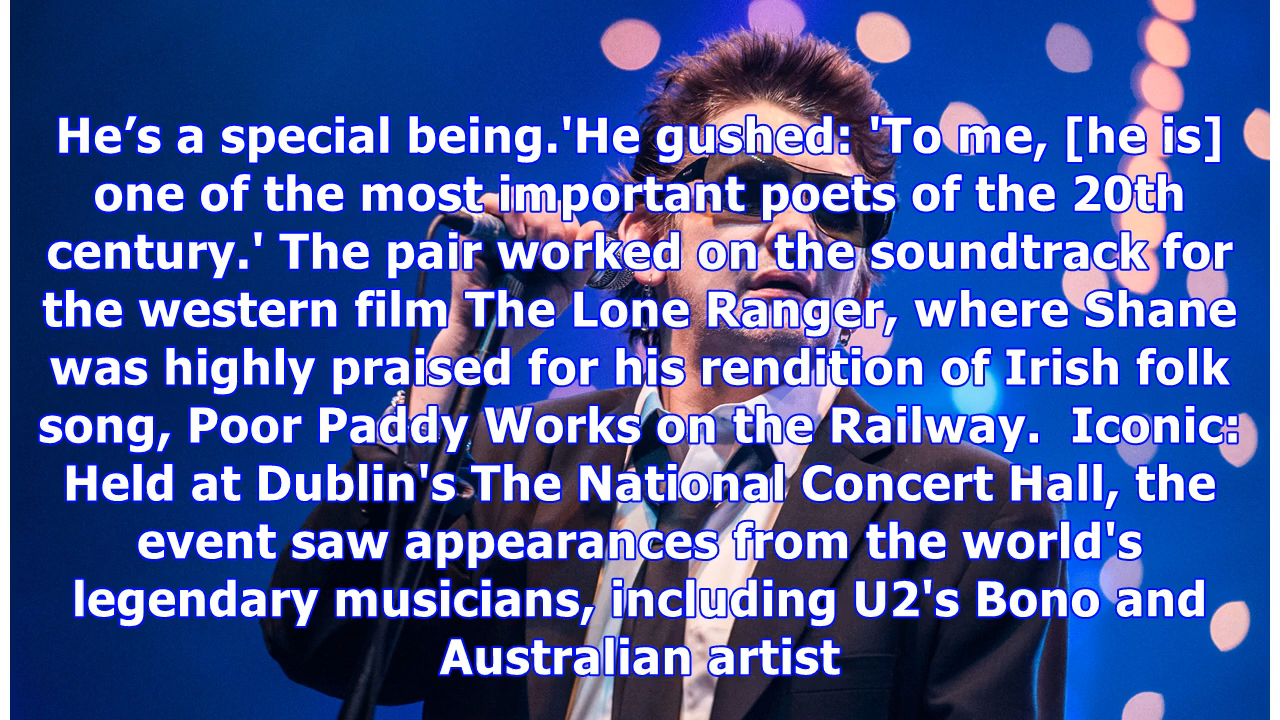 He’s a special being.'He gushed: 'To me, [he is]
one of the most important poets of the 20th
century.' The pair worked on the soundtrack for
the western film The Lone Ranger, where Shane
was highly praised for his rendition of Irish folk
song, Poor Paddy Works on the Railway.  Iconic:
Held at Dublin's The National Concert Hall, the
event saw appearances from the world's
legendary musicians, including U2's Bono and
Australian artist